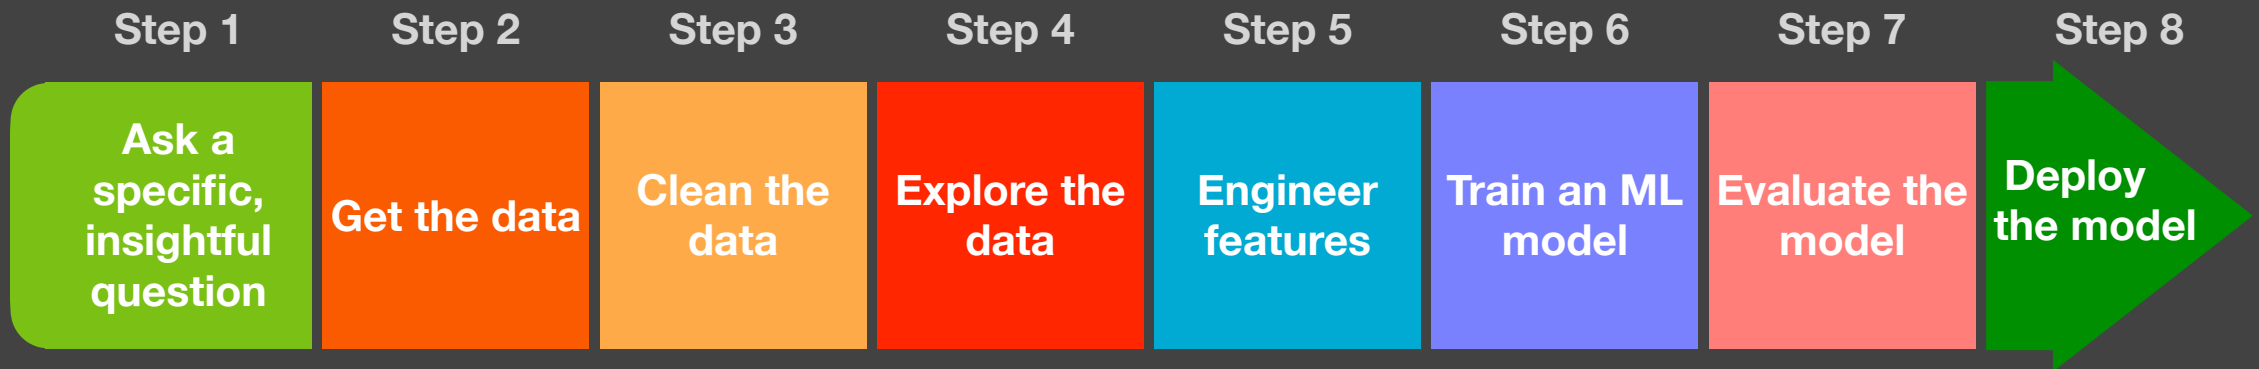 Step 1
Ask a
specific,
insightful
question
Step 2
Get the data
Step 3
Clean the
data
Step 4
Explore the
data
Step 5
Engineer
features
Step 6
Train an ML
model
Step 7
Evaluate the
model
Step 8
Deploy
the model